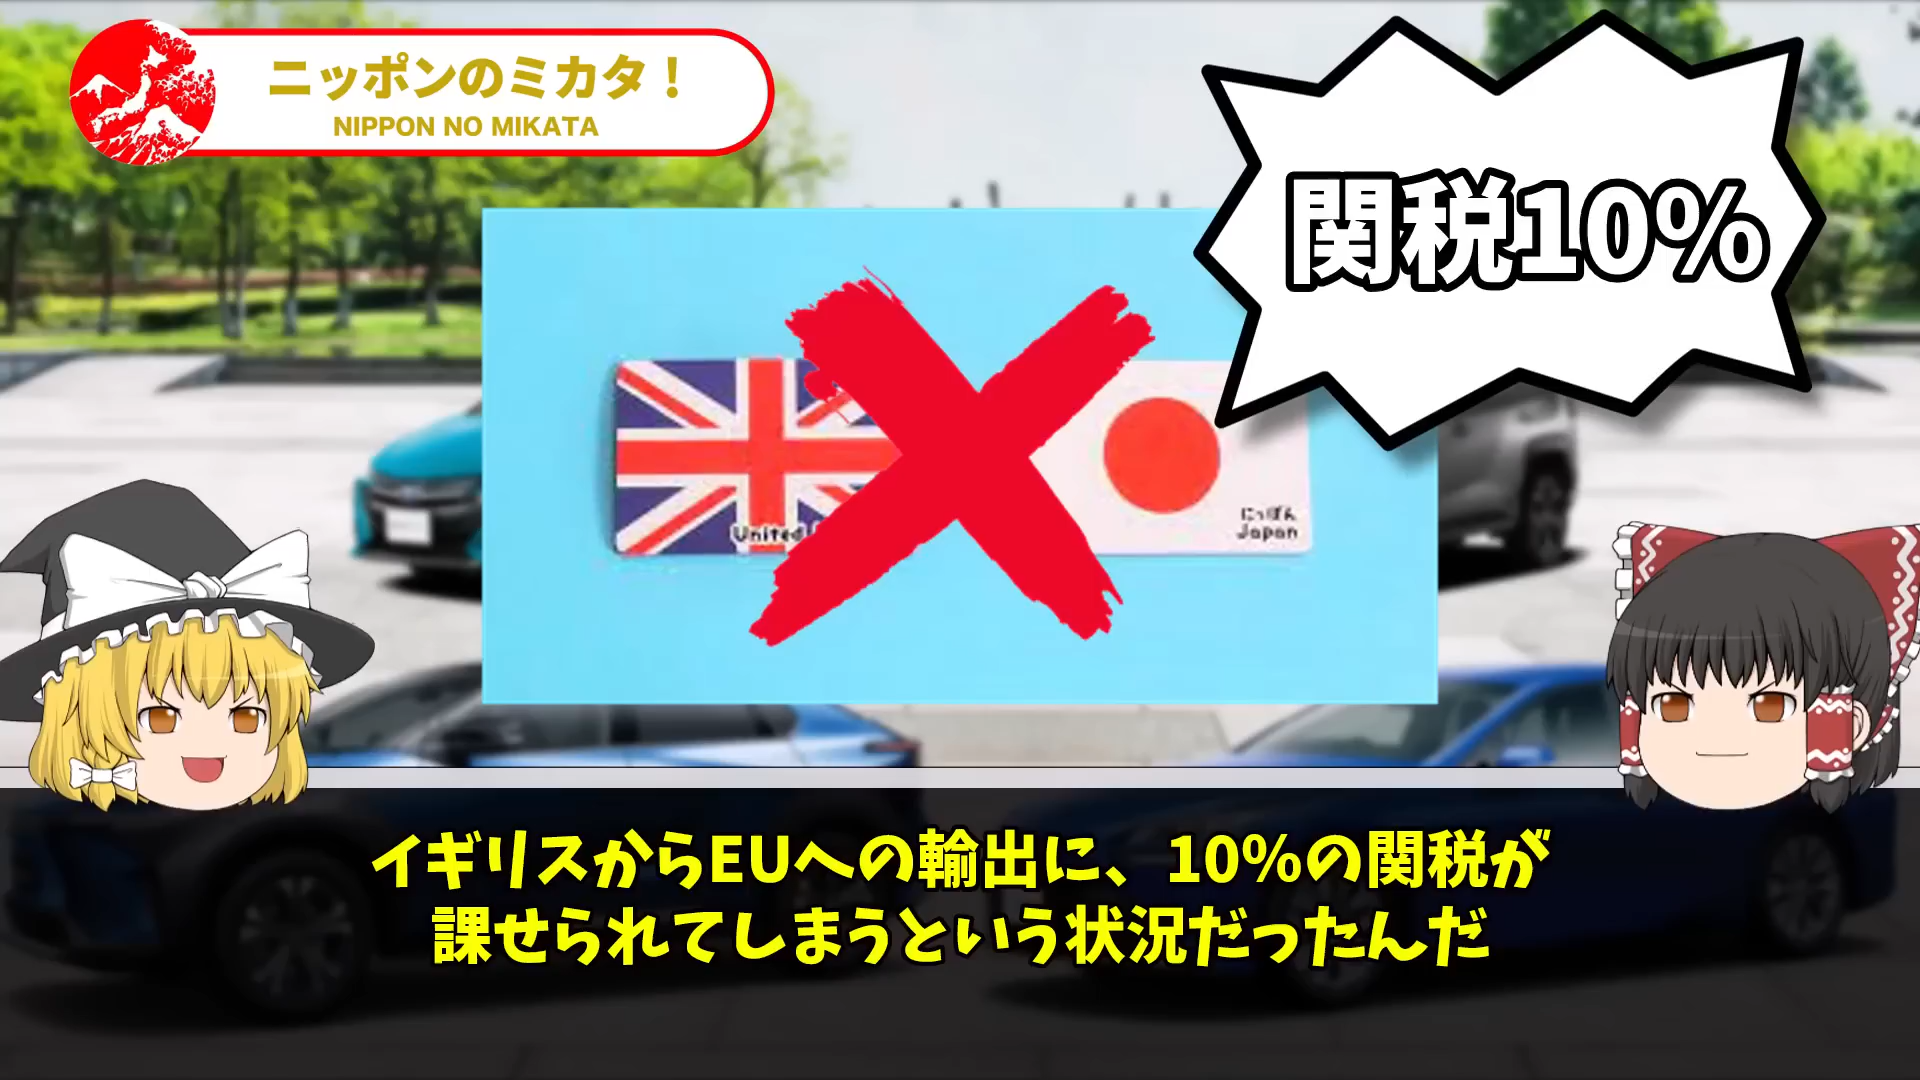 ニッポンのミカタ！
NIPPON NO MIKATA
関税10%
United
にっぽん
Japan
イギリスからEUへの輸出に、10%の関税が
課せられてしまうという状況だったんだ